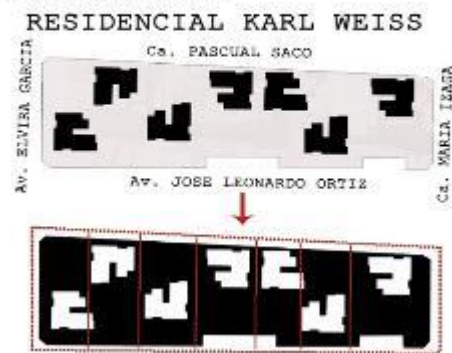 RESIDENCIAL KARL WEISS
Ca. PASCUAL SACO
Av. ELVIRA GARCIA
Ca. MARIA IZAGA
Av. JOSE LEONARDO ORTIZ